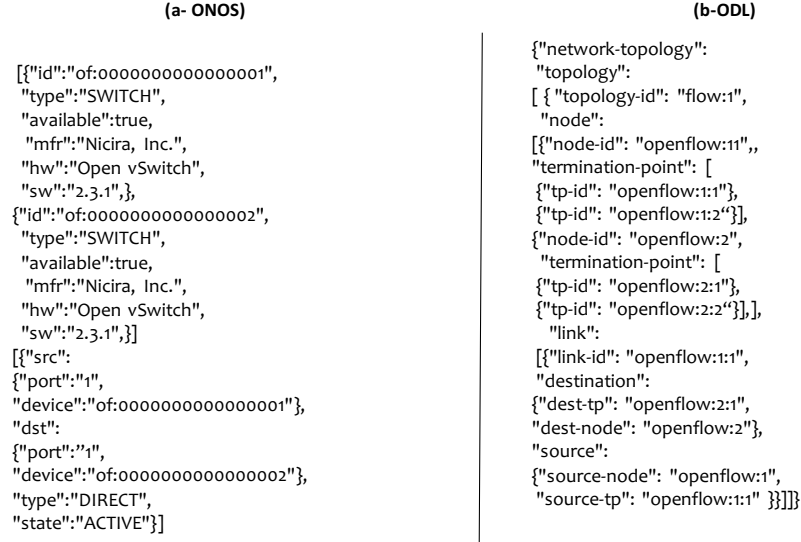 (a- ONOS)
[{"id":"of:0000000000000001",
"type":"SWITCH",
"available":true,
"mfr":"Nicira, Inc.",
"hw":"Open vSwitch",
"sw":"2.3.1",},
{"id":"of:0000000000000002",
"type":"SWITCH",
"available":true,
"mfr":"Nicira, Inc.",
"hw":"Open vSwitch",
"sw":"2.3.1",}]
[{"src":
{"port":"1",
"device":"of:0000000000000001"},
"dst":
{"port":”1",
"device":"of:0000000000000002"},
"type":"DIRECT",
"state":"ACTIVE"}]
(b-ODL)
{"network-topology":
"topology":
[ { "topology-id": "flow:1",
"node":
[{"node-id": "openflow:11",,
"termination-point": [
{"tp-id": "openflow:1:1"},
{"tp-id": "openflow:1:2“}],
{"node-id": "openflow:2",
"termination-point": [
{"tp-id": "openflow:2:1"},
{"tp-id": "openflow:2:2“}],],
"link":
[{"link-id": "openflow:1:1",
"destination":
{"dest-tp": "openflow:2:1",
"dest-node": "openflow:2"},
"source":
{"source-node": "openflow:1",
"source-tp": "openflow:1:1" }}]]}